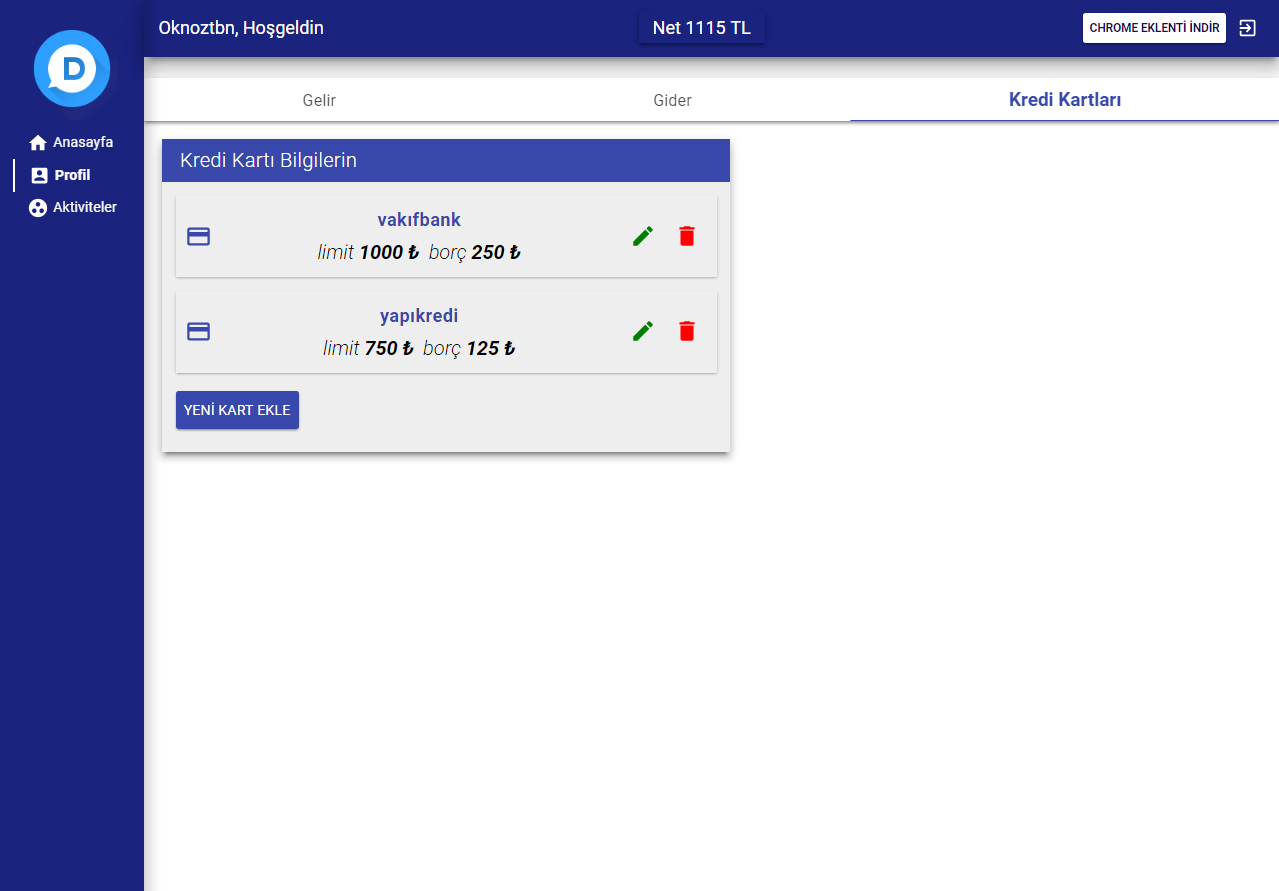 Oknoztbn, Hoşgeldin
Net 1115 TL
CHROME EKLENTİ İNDİR
D
Anasayfa
Profil
Aktiviteler
Gelir
Gider
Kredi Kartları
Kredi Kartı Bilgilerin
vakıfbank
limit 1000 ₺ borç 250 ₺
yapıkredi
limit 750 ₺ borç 125 ₺
YENİ KART EKLE